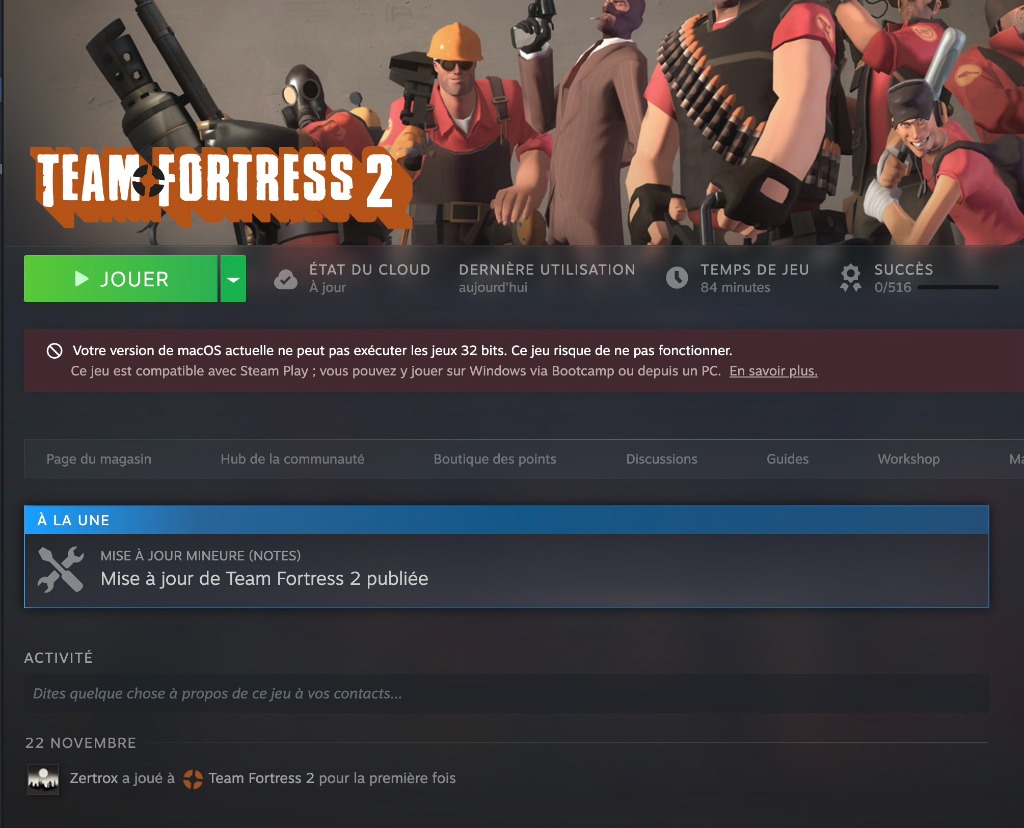 TEAM FORTRESS 2
JOUER
ÉTAT DU CLOUD
À jour
DERNIÈRE UTILISATION
aujourd'hui
TEMPS DE JEU
84 minutes
SUCCÈS
0/516
Votre version de macOS actuelle ne peut pas exécuter les jeux 32 bits. Ce jeu risque de ne pas fonctionner.
Ce jeu est compatible avec Steam Play ; vous pouvez y jouer sur Windows via Bootcamp ou depuis un PC. En savoir plus.
Page du magasin Hub de la communauté Boutique des points Discussions Guides Workshop Ma
À LA UNE
MISE À JOUR MINEURE (NOTES)
Mise à jour de Team Fortress 2 publiée
ACTIVITÉ
Dites quelque chose à propos de ce jeu à vos contacts...
22 NOVEMBRE
Zertrox a joué à Team Fortress 2 pour la première fois